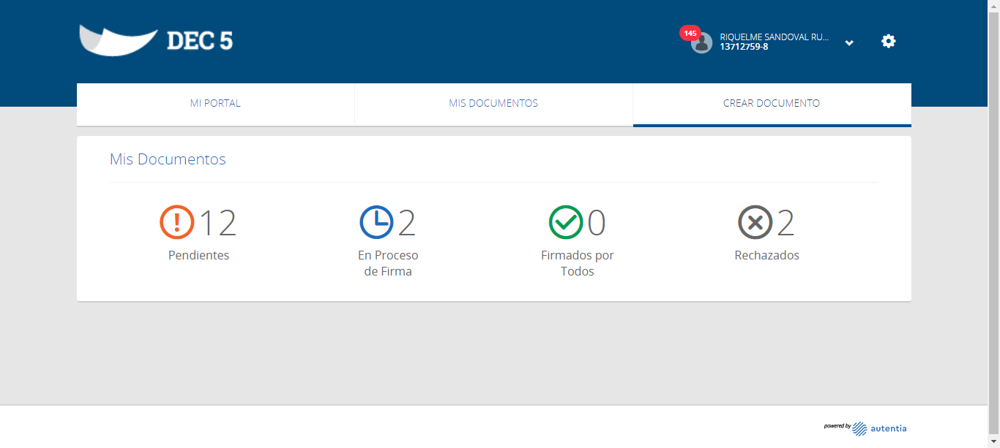 DEC 5
145
RIQUELME SANDOVAL RU...
13712759-8
MI PORTAL
MIS DOCUMENTOS
CREAR DOCUMENTO
Mis Documentos
12
Pendientes
2
En Proceso
de Firma
0
Firmados por
Todos
2
Rechazados
powered by autentia